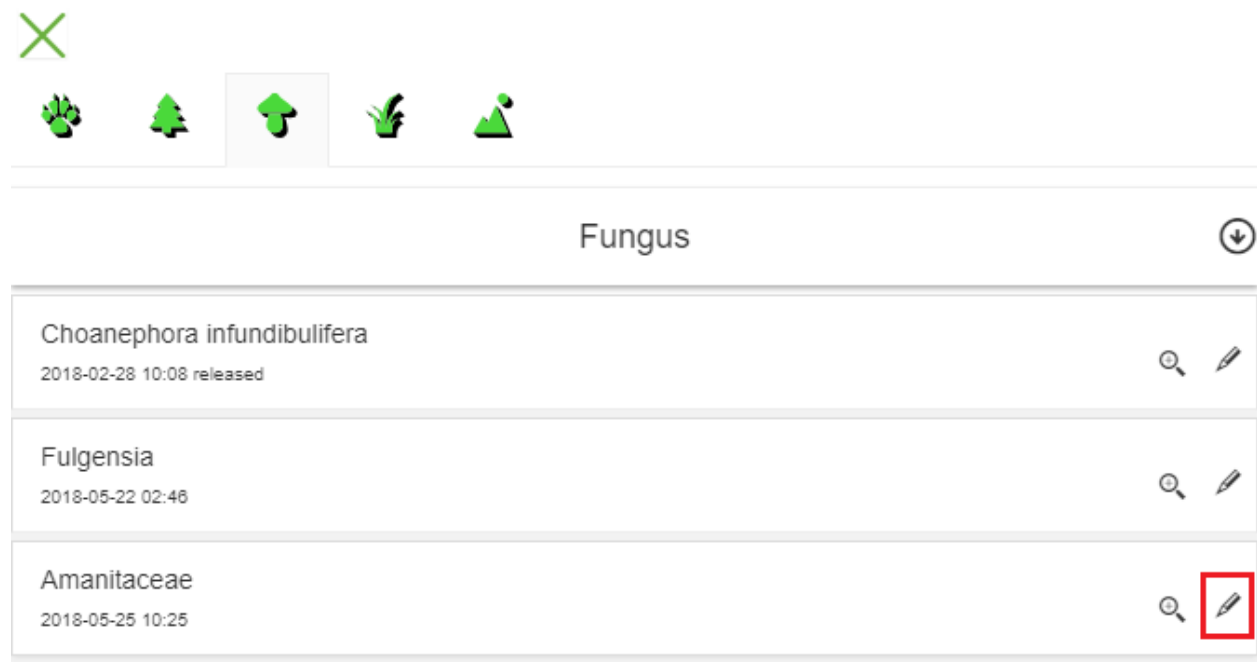 Fungus
Choanephora infundibulifera
2018-02-28 10:08 released
Fulgensia
2018-05-22 02:46
Amanitaceae
2018-05-25 10:25